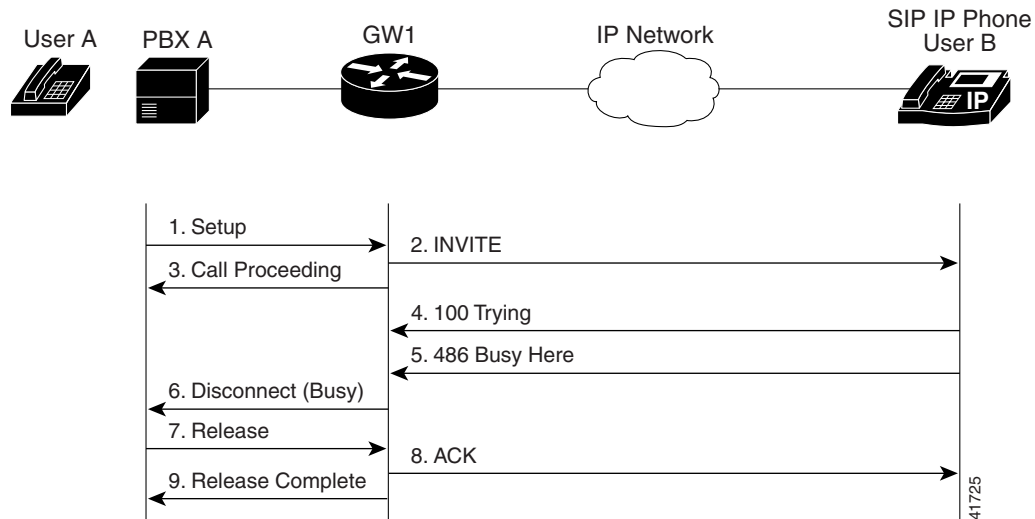 SIP IP Phone
User A
PBX A
GW1
IP Network
User B
IP
1. Setup
2. INVITE
3. Call Proceeding
4. 100 Trying
5. 486 Busy Here
6. Disconnect (Busy)
7. Release
8. ACK
9. Release Complete
41725